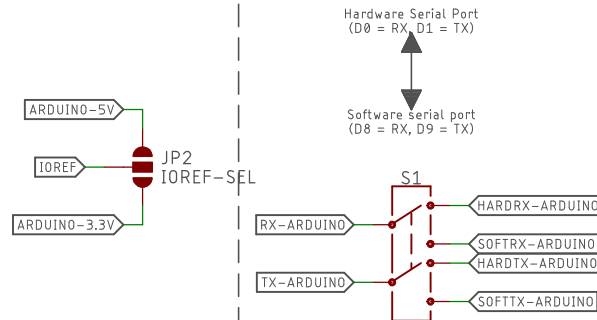 Hardware Serial Port
(D0 = RX, D1 = TX)
Software serial port
(D8 = RX, D9 = TX)
ARDUINO-5V
IOREF
JP2
IOREF-SEL
ARDUINO-3.3V
S1
RX-ARDUINO
HARDRX-ARDUINO
SOFTRX-ARDUINO
HARDTX-ARDUINO
TX-ARDUINO
SOFTTX-ARDUINO